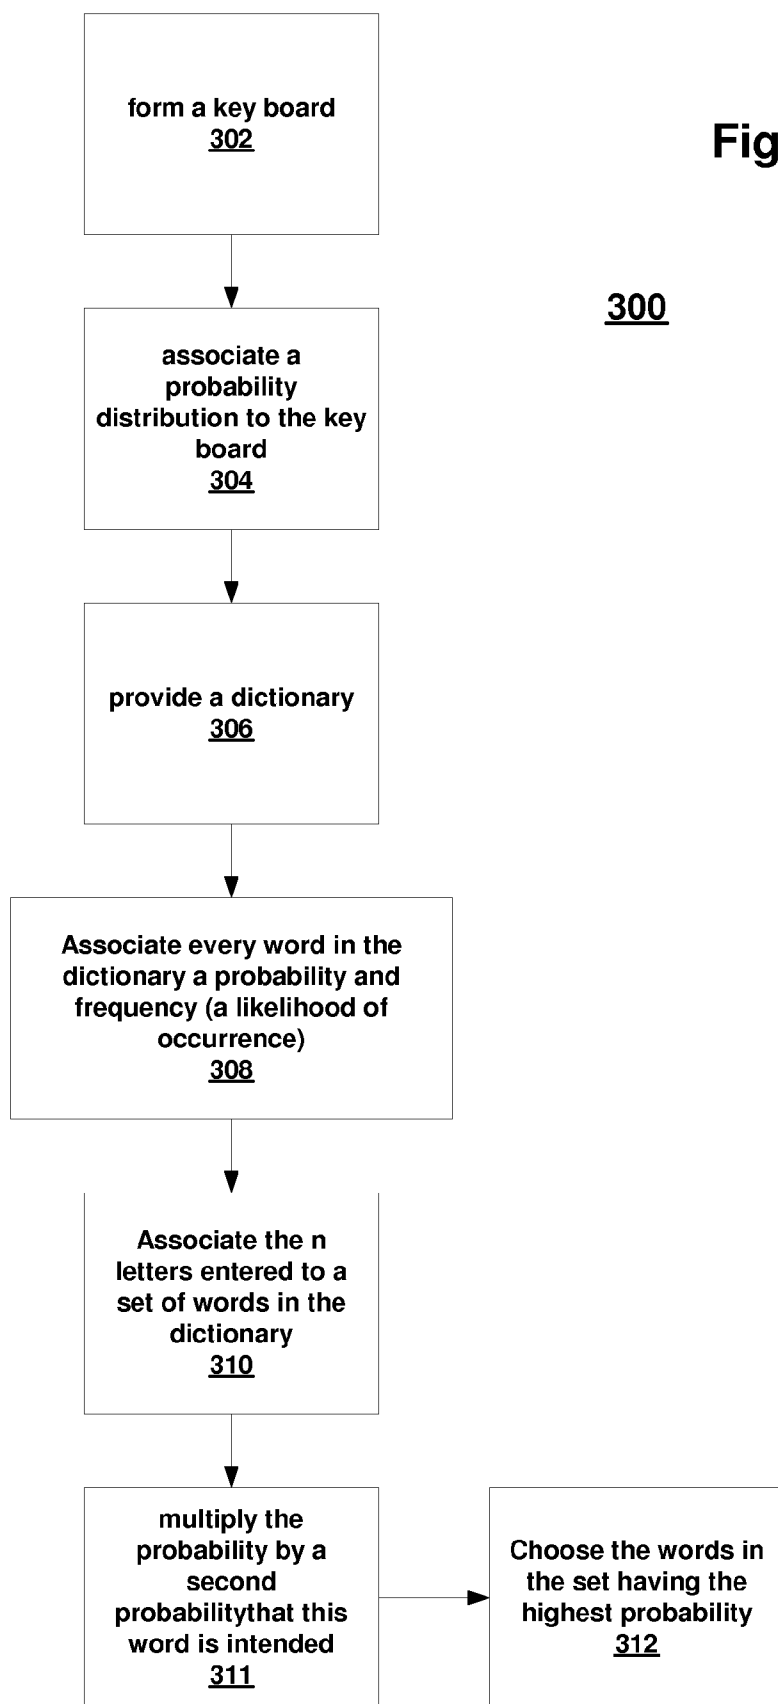 form a key board
302
Fig
300
associate a
probability
distribution to the key
board
304
provide a dictionary
306
Associate every word in the
dictionary a probability and
frequency (a likelihood of
occurrence)
308
Associate the n
letters entered to a
set of words in the
dictionary
310
multiply the
probability by a
second
probabilitythat this
word is intended
311
Choose the words in
the set having the
highest probability
312